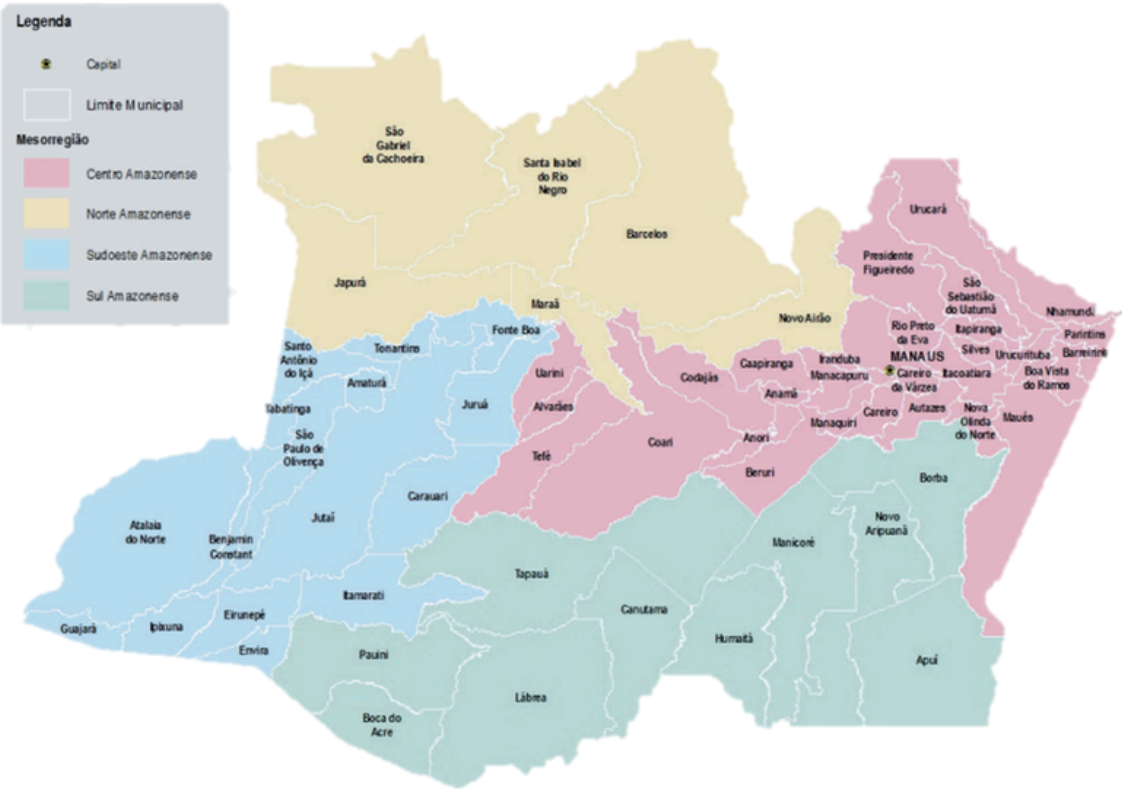 Legenda
Capital
Limite Municipal
Mesorregião
Centro Amazonense
Norte Amazonense
Sudoeste Amazonense
Sul Amazonense
São
Gabriel
da Cachoeira
Santa Isabel
do Rio
Negro
Barcelos
Japurá
Maraã
Novo Airão
Urucará
Presidente
Figueiredo
São
Sebastião
do Uatumã
Nhamundá
Rio Preto
da Eva
Itapiranga
Parintins
MANAUS
Silves
Urucurituba
Barreirinha
Careiro
da Várzea
Itacoatiara
Boa Vista
do Ramos
Iranduba
Manacapuru
Caapiranga
Anamã
Codajás
Careiro
Autazes
Nova
Olinda
do Norte
Maués
Manaquiri
Anori
Coari
Beruri
Uarini
Alvarães
Tefé
Fonte Boa
Santo
Antônio
do Içá
Tonantins
Amaturá
Tabatinga
Juruá
São
Paulo de
Olivença
Carauari
Jutaí
Atalaia
do Norte
Benjamin
Constant
Itamarati
Eirunepé
Guajará
Ipixuna
Envira
Borba
Novo
Aripuanã
Manicoré
Tapauá
Canutama
Humaitá
Pauini
Apuí
Lábrea
Boca do
Acre